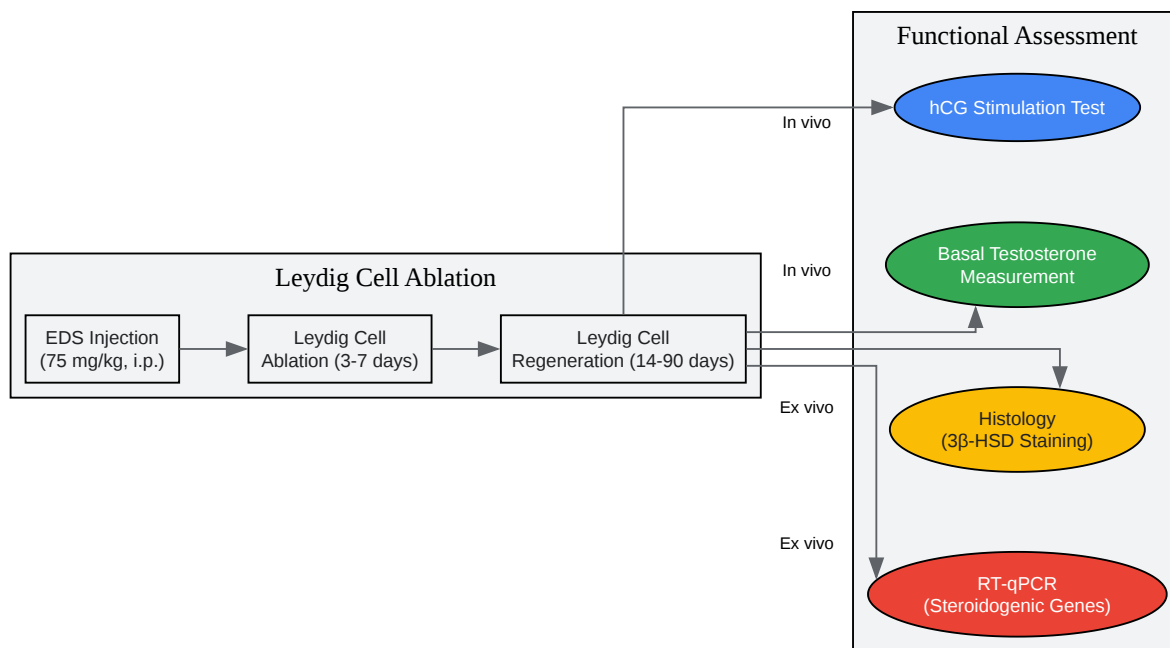 Functional Assessment
hCG Stimulation Test
In vivo
Basal Testosterone
Measurement
In vivo
Leydig Cell Ablation
EDS Injection
(75 mg/kg, i.p.)
Leydig Cell
Ablation (3-7 days)
Leydig Cell
Regeneration (14-90 days)
Ex vivo
Histology
(3β-HSD Staining)
Ex vivo
RT-qPCR
(Steroidogenic Genes)